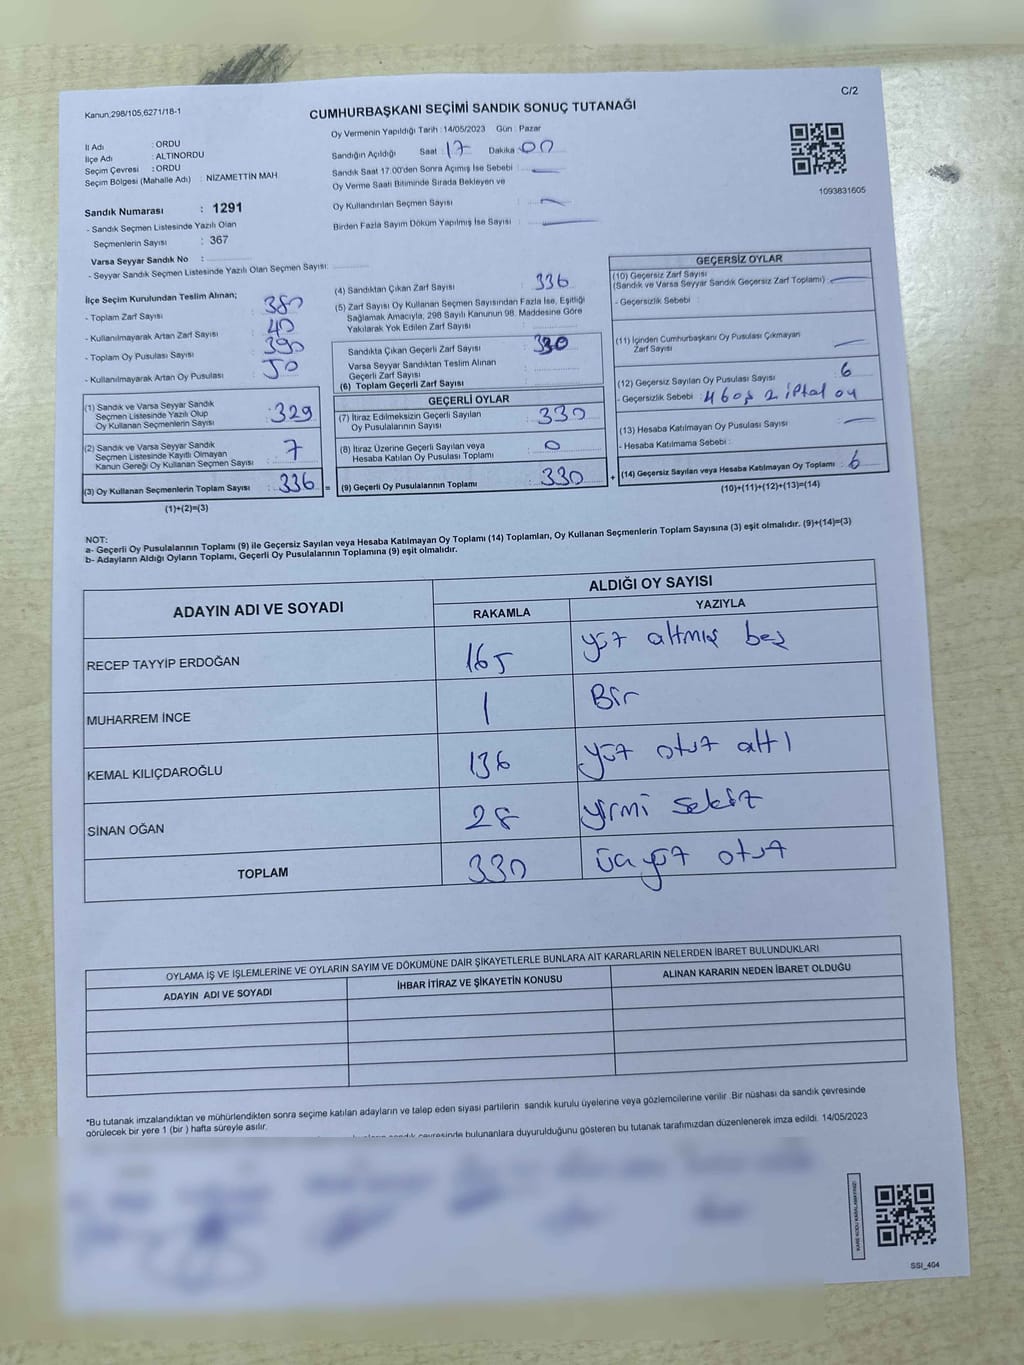 C/2
Kanun,298/105,6271/18-1
CUMHURBAŞKANI SEÇİMİ SANDIK SONUÇ TUTANAĞI
Oy Vermenin Yapıldığı Tarih : 14/05/2023 Gün : Pazar
İl Adı : ORDU
İlçe Adı : ALTINORDU
Seçim Çevresi : ORDU
Seçim Bölgesi (Mahalle Adı) : NİZAMETTİN MAH
Sandık Numarası : 1291
- Sandık Seçmen Listesinde Yazılı Olan
Seçmenlerin Sayısı : 367
Varsa Seyyar Sandık No :
- Seyyar Sandık Seçmen Listesinde Yazılı Olan Seçmen Sayısı:
Sandığın Açıldığı Saat : 17 Dakika : 00
Sandık Saat 17.00'den Sonra Açımış İse Sebebi : —
Oy Verme Saati Bitiminde Sırada Bekleyen ve
Oy Kullandırılan Seçmen Sayısı : —
Birden Fazla Sayım Döküm Yapılmış İse Sayısı : —
1093831605
İlçe Seçim Kurulundan Teslim Alınan;
- Toplam Zarf Sayısı : 380
- Kullanılmayarak Artan Zarf Sayısı : 40
- Toplam Oy Pusulası Sayısı : 390
- Kullanılmayarak Artan Oy Pusulası : 50
(1) Sandık ve Varsa Seyyar Sandık
Seçmen Listesinde Yazılı Olup
Oy Kullanan Seçmenlerin Sayısı : 329
(2) Sandık ve Varsa Seyyar Sandık
Seçmen Listesinde Kayıtlı Olmayan
Kanun Gereği Oy Kullanan Seçmen Sayısı : 7
(3) Oy Kullanan Seçmenlerin Toplam Sayısı : 336 =
(1)+(2)=(3)
(4) Sandıktan Çıkan Zarf Sayısı : 336
(5) Zarf Sayısı Oy Kullanan Seçmen Sayısından Fazla İse, Eşitliği
Sağlamak Amacıyla, 298 Sayılı Kanunun 98. Maddesine Göre
Yakılarak Yok Edilen Zarf Sayısı :
Sandıkta Çıkan Geçerli Zarf Sayısı : 330
Varsa Seyyar Sandıktan Teslim Alınan
Geçerli Zarf Sayısı :
(6) Toplam Geçerli Zarf Sayısı :
GEÇERLİ OYLAR
(7) İtiraz Edilmeksizin Geçerli Sayılan
Oy Pusulalarının Sayısı : 330
(8) İtiraz Üzerine Geçerli Sayılan veya
Hesaba Katılan Oy Pusulası Toplamı : 0
(9) Geçerli Oy Pusulalarının Toplamı : 330 +
GEÇERSİZ OYLAR
(10) Geçersiz Zarf Sayısı
(Sandık ve Varsa Seyyar Sandık Geçersiz Zarf Toplamı) : —
- Geçersizlik Sebebi :
(11) İçinden Cumhurbaşkanı Oy Pusulası Çıkmayan
Zarf Sayısı : —
(12) Geçersiz Sayılan Oy Pusulası Sayısı : 6
- Geçersizlik Sebebi : 4 boş 2 iptal oy
(13) Hesaba Katılmayan Oy Pusulası Sayısı : —
- Hesaba Katılmama Sebebi :
(14) Geçersiz Sayılan veya Hesaba Katılmayan Oy Toplamı : 6
(10)+(11)+(12)+(13)=(14)
NOT:
a- Geçerli Oy Pusulalarının Toplamı (9) ile Geçersiz Sayılan veya Hesaba Katılmayan Oy Toplamı (14) Toplamları, Oy Kullanan Seçmenlerin Toplam Sayısına (3) eşit olmalıdır. (9)+(14)=(3)
b- Adayların Aldığı Oyların Toplamı, Geçerli Oy Pusulalarının Toplamına (9) eşit olmalıdır.
ADAYIN ADI VE SOYADI
ALDIĞI OY SAYISI
RAKAMLA YAZIYLA
RECEP TAYYİP ERDOĞAN 165 yüz altmış beş
MUHARREM İNCE 1 Bir
KEMAL KILIÇDAROĞLU 136 yüz otuz altı
SİNAN OĞAN 28 yirmi sekiz
TOPLAM 330 üçyüz otuz
OYLAMA İŞ VE İŞLEMLERİNE VE OYLARIN SAYIM VE DÖKÜMÜNE DAİR ŞİKAYETLERLE BUNLARA AİT KARARLARIN NELERDEN İBARET BULUNDUKLARI
ADAYIN ADI VE SOYADI İHBAR İTİRAZ VE ŞİKAYETİN KONUSU ALINAN KARARIN NEDEN İBARET OLDUĞU
*Bu tutanak imzalandıktan ve mühürlendikten sonra seçime katılan adayların ve talep eden siyasi partilerin sandık kurulu üyelerine veya gözlemcilerine verilir .Bir nüshası da sandık çevresinde
görülecek bir yere 1 (bir ) hafta süreyle asılır.
sandık çevresinde bulunanlara duyurulduğunu gösteren bu tutanak tarafımızdan düzenlenerek imza edildi. 14/05/2023
KARE KODU KARALAMAYINIZ!
SSI_404